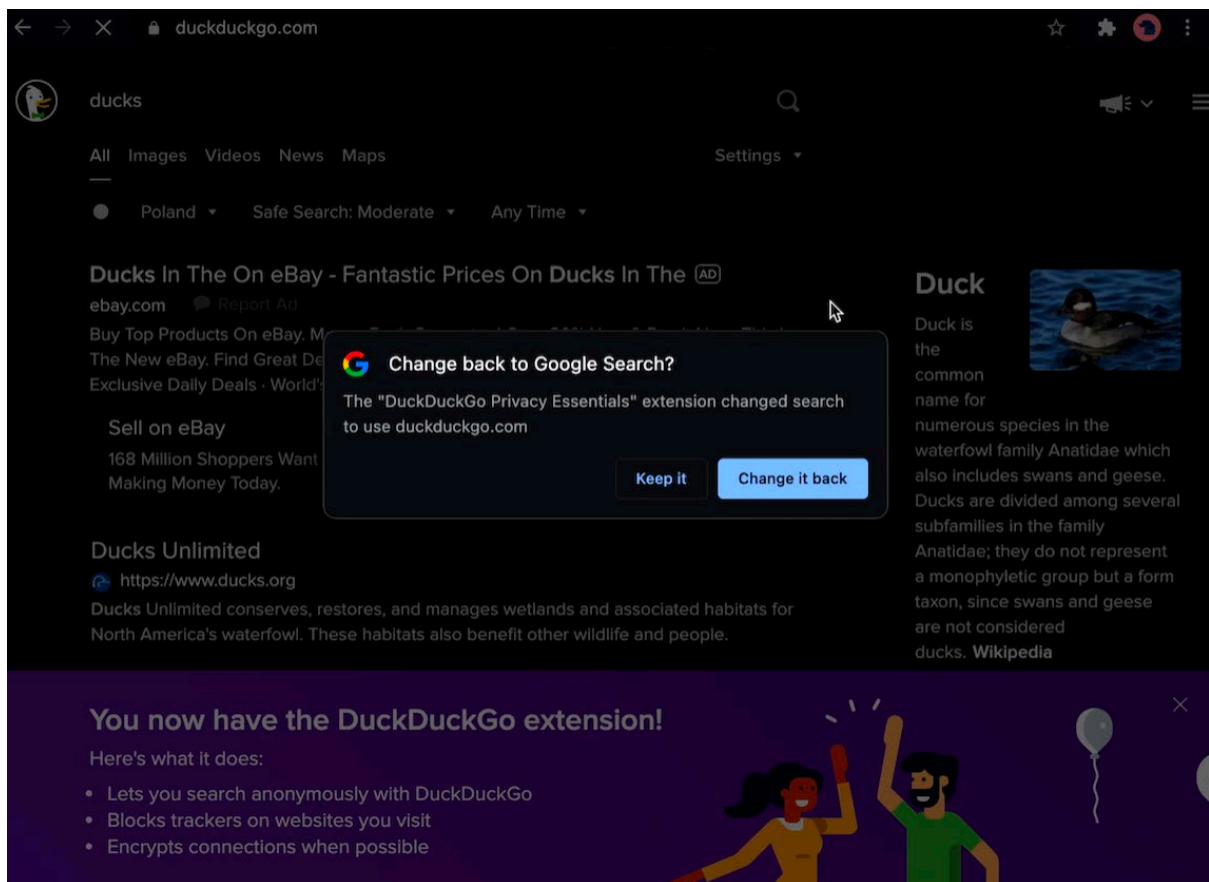 duckduckgo.com
ducks
All Images Videos News Maps Settings
Poland Safe Search: Moderate Any Time
Ducks In The On eBay - Fantastic Prices On Ducks In The AD
ebay.com Report Ad
Buy Top Products On eBay.
The New eBay. Find Great
Exclusive Daily Deals · World's
Sell on eBay
168 Million Shoppers Want
Making Money Today.
Change back to Google Search?
The "DuckDuckGo Privacy Essentials" extension changed search
to use duckduckgo.com
Keep it Change it back
Ducks Unlimited
https://www.ducks.org
Ducks Unlimited conserves, restores, and manages wetlands and associated habitats for
North America's waterfowl. These habitats also benefit other wildlife and people.
Duck
Duck is
the
common
name for
numerous species in the
waterfowl family Anatidae which
also includes swans and geese.
Ducks are divided among several
subfamilies in the family
Anatidae; they do not represent
a monophyletic group but a form
taxon, since swans and geese
are not considered
ducks. Wikipedia
You now have the DuckDuckGo extension!
Here's what it does:
• Lets you search anonymously with DuckDuckGo
• Blocks trackers on websites you visit
• Encrypts connections when possible